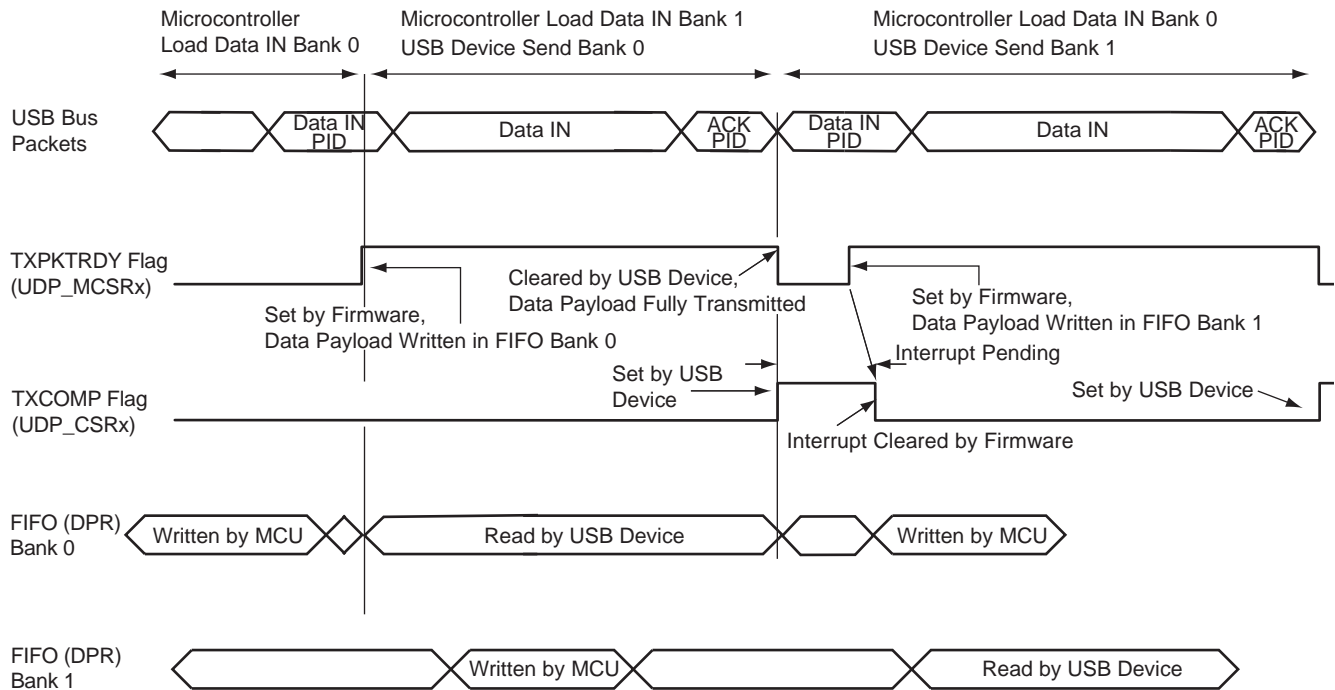 Microcontroller
Load Data IN Bank 0
Microcontroller Load Data IN Bank 1
USB Device Send Bank 0
Microcontroller Load Data IN Bank 0
USB Device Send Bank 1
USB Bus
Packets
Data IN
PID
Data IN
ACK
PID
Data IN
PID
Data IN
ACK
PID
TXPKTRDY Flag
(UDP_MCSRx)
Set by Firmware,
Data Payload Written in FIFO Bank 0
Cleared by USB Device,
Data Payload Fully Transmitted
Set by Firmware,
Data Payload Written in FIFO Bank 1
Interrupt Pending
TXCOMP Flag
(UDP_CSRx)
Set by USB
Device
Set by USB Device
Interrupt Cleared by Firmware
FIFO (DPR)
Bank 0
Written by MCU
Read by USB Device
Written by MCU
FIFO (DPR)
Bank 1
Written by MCU
Read by USB Device